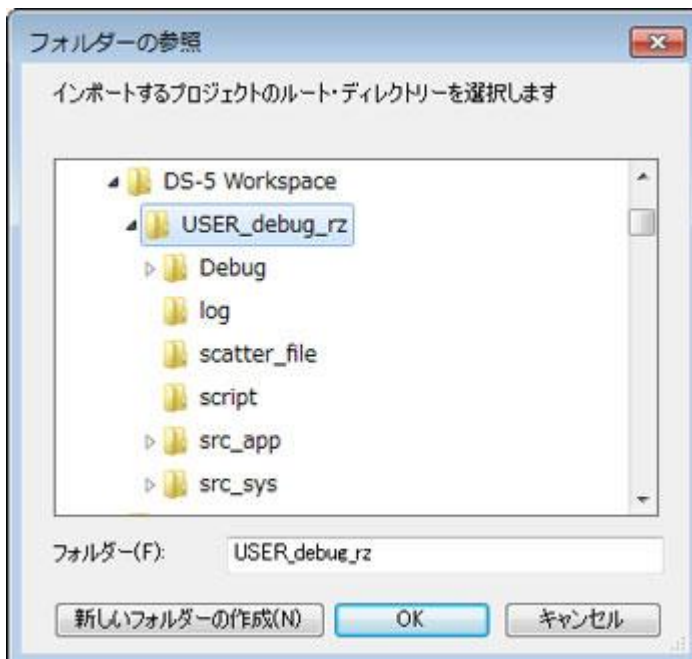 フォルダーの参照
インポートするプロジェクトのルート・ディレクトリーを選択します
DS-5 Workspace
USER_debug_rz
Debug
log
scatter_file
script
src_app
src_sys
フォルダー(F): USER_debug_rz
新しいフォルダーの作成(N) OK キャンセル